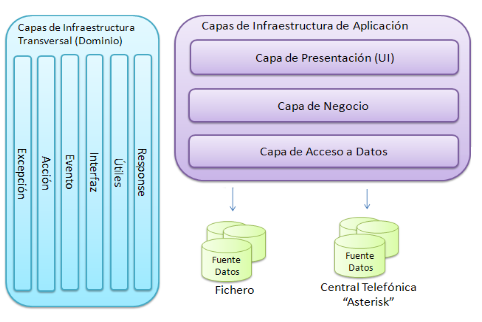 Capas de Infraestructura
Transversal (Dominio)
Excepción
Acción
Evento
Interfaz
Útiles
Response
Capas de Infraestructura de Aplicación
Capa de Presentación (UI)
Capa de Negocio
Capa de Acceso a Datos
Fuente
Datos
Fichero
Fuente
Datos
Central Telefónica
“Asterisk”